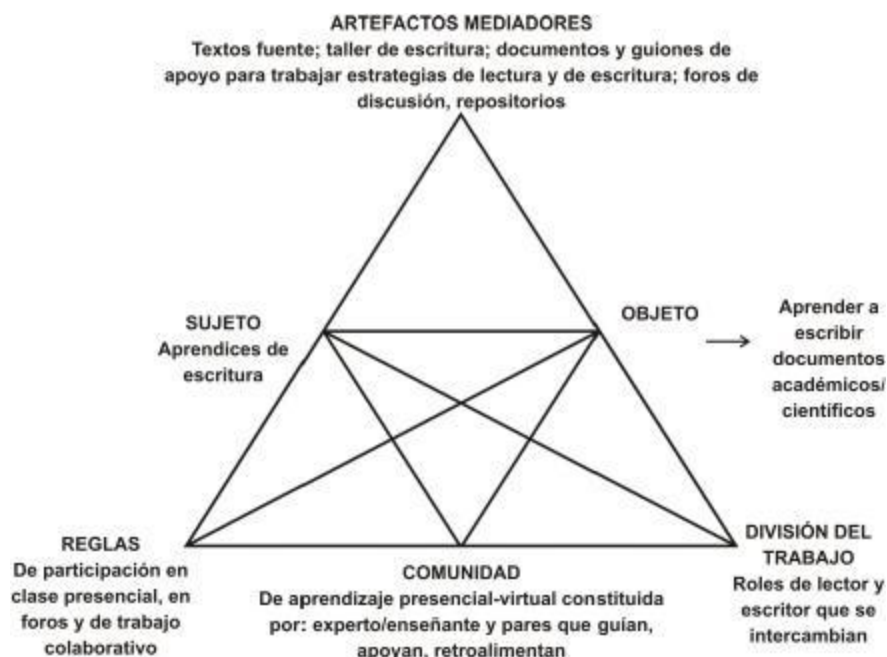 ARTEFACTOS MEDIADORES
Textos fuente; taller de escritura; documentos y guiones de
apoyo para trabajar estrategias de lectura y de escritura; foros de
discusión, repositorios
SUJETO
Aprendices de
escritura
OBJETO
Aprender a
escribir
documentos
académicos/
científicos
REGLAS
De participación en
clase presencial, en
foros y de trabajo
colaborativo
COMUNIDAD
De aprendizaje presencial-virtual constituida
por: experto/enseñante y pares que guían,
apoyan, retroalimentan
DIVISIÓN DEL
TRABAJO
Roles de lector y
escritor que se
intercambian